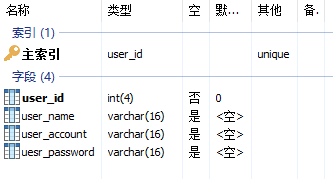 名称 类型 空 默... 其他 备.
索引 (1)
主索引 user_id unique
字段 (4)
user_id int(4) 否 0
user_name varchar(16) 是 <空>
user_account varchar(16) 是 <空>
uesr_password varchar(16) 是 <空>